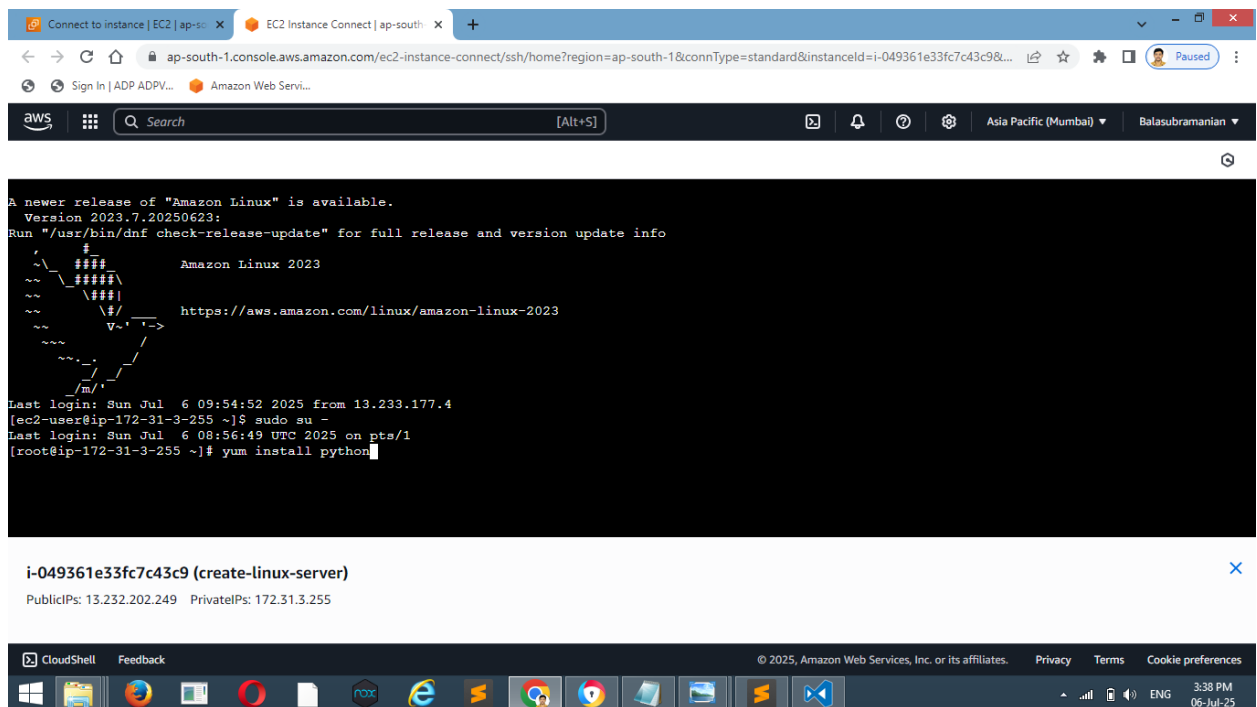 Connect to instance | EC2 | ap-so
EC2 Instance Connect | ap-south-
ap-south-1.console.aws.amazon.com/ec2-instance-connect/ssh/home?region=ap-south-1&connType=standard&instanceId=i-049361e33fc7c43c9&...
Paused
Sign In | ADP ADPV...
Amazon Web Servi...
aws
Search
[Alt+S]
Asia Pacific (Mumbai)
Balasubramanian
A newer release of "Amazon Linux" is available.
  Version 2023.7.20250623:
Run "/usr/bin/dnf check-release-update" for full release and version update info
   ,     #_
   ~\_  ####_        Amazon Linux 2023
  ~~  \_#####\
  ~~     \###|
  ~~       \#/ ___   https://aws.amazon.com/linux/amazon-linux-2023
   ~~       V~' '->
    ~~~         /
      ~~._.   _/
         _/ _/
       _/m/'
Last login: Sun Jul  6 09:54:52 2025 from 13.233.177.4
[ec2-user@ip-172-31-3-255 ~]$ sudo su -
Last login: Sun Jul  6 08:56:49 UTC 2025 on pts/1
[root@ip-172-31-3-255 ~]# yum install python
i-049361e33fc7c43c9 (create-linux-server)
PublicIPs: 13.232.202.249 PrivateIPs: 172.31.3.255
CloudShell Feedback © 2025, Amazon Web Services, Inc. or its affiliates. Privacy Terms Cookie preferences
nox
ENG
3:38 PM
06-Jul-25